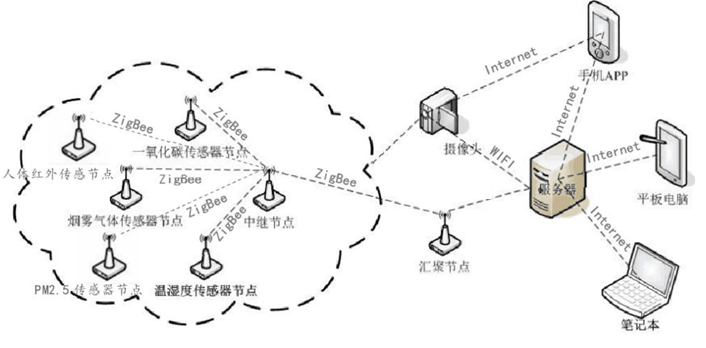 Internet
手机APP
ZigBee
ZigBee
一氧化碳传感器节点
摄像头
WIFI
Internet
Internet
人体红外传感节点
ZigBee
ZigBee
服务器
平板电脑
烟雾气体传感器节点
ZigBee
ZigBee
中继节点
Internet
汇聚节点
PM2.5传感器节点
温湿度传感器节点
笔记本